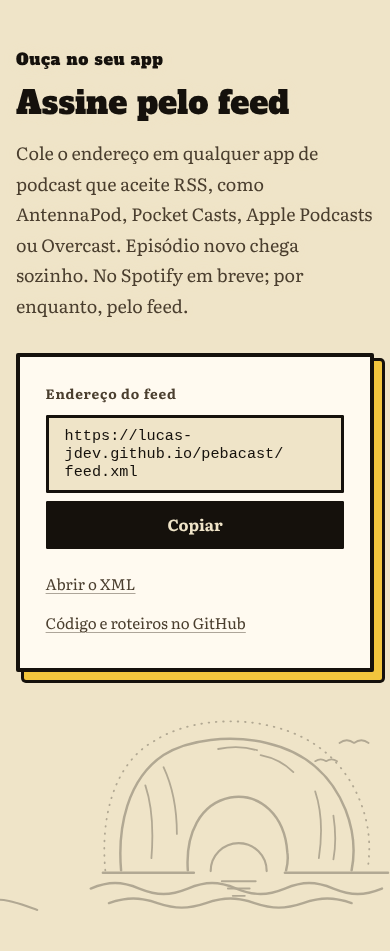 Ouça no seu app
Assine pelo feed
Cole o endereço em qualquer app de
podcast que aceite RSS, como
AntennaPod, Pocket Casts, Apple Podcasts
ou Overcast. Episódio novo chega
sozinho. No Spotify em breve; por
enquanto, pelo feed.
Endereço do feed
https://lucas-
jdev.github.io/pebacast/
feed.xml
Copiar
Abrir o XML
Código e roteiros no GitHub